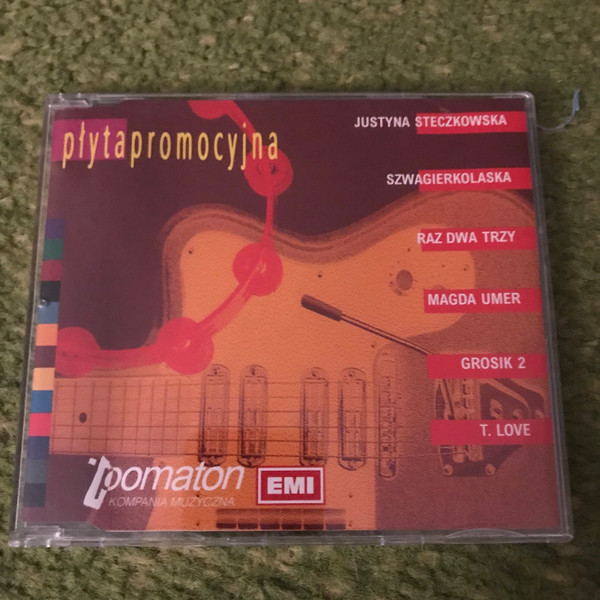 płytapromocyjna
JUSTYNA STECZKOWSKA
SZWAGIERKOLASKA
RAZ DWA TRZY
MAGDA UMER
GROSIK 2
T. LOVE
pomaton
KOMPANIA MUZYCZNA
EMI